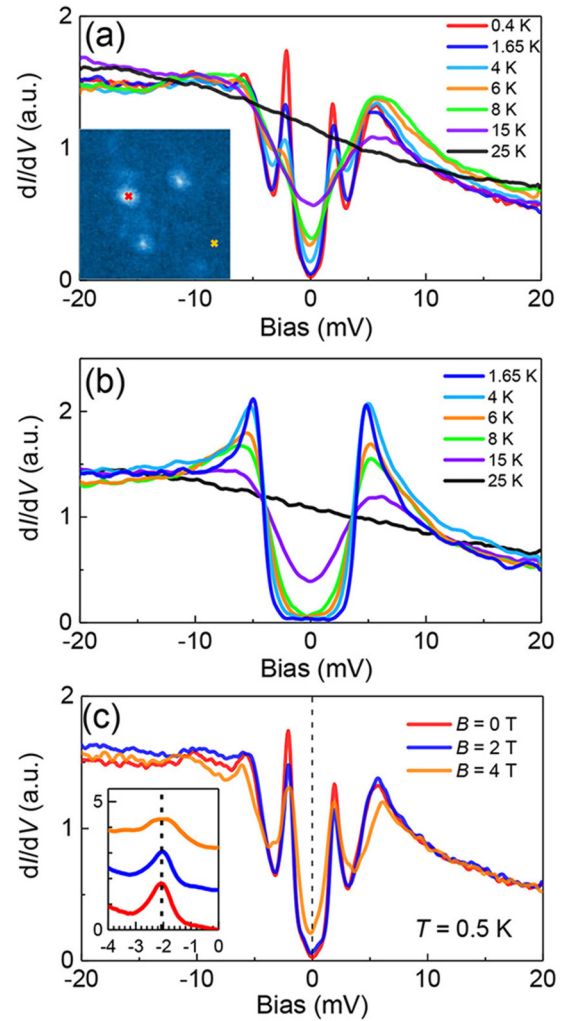 (a)
0.4 K
1.65 K
4 K
6 K
8 K
15 K
25 K
2
1
0
dI/dV (a.u.)
-20 -10 0 10 20
Bias (mV)
(b)
1.65 K
4 K
6 K
8 K
15 K
25 K
2
1
0
dI/dV (a.u.)
-20 -10 0 10 20
Bias (mV)
(c)
B = 0 T
B = 2 T
B = 4 T
2
1
0
dI/dV (a.u.)
5
0
-4 -3 -2 -1 0
T = 0.5 K
-20 -10 0 10 20
Bias (mV)